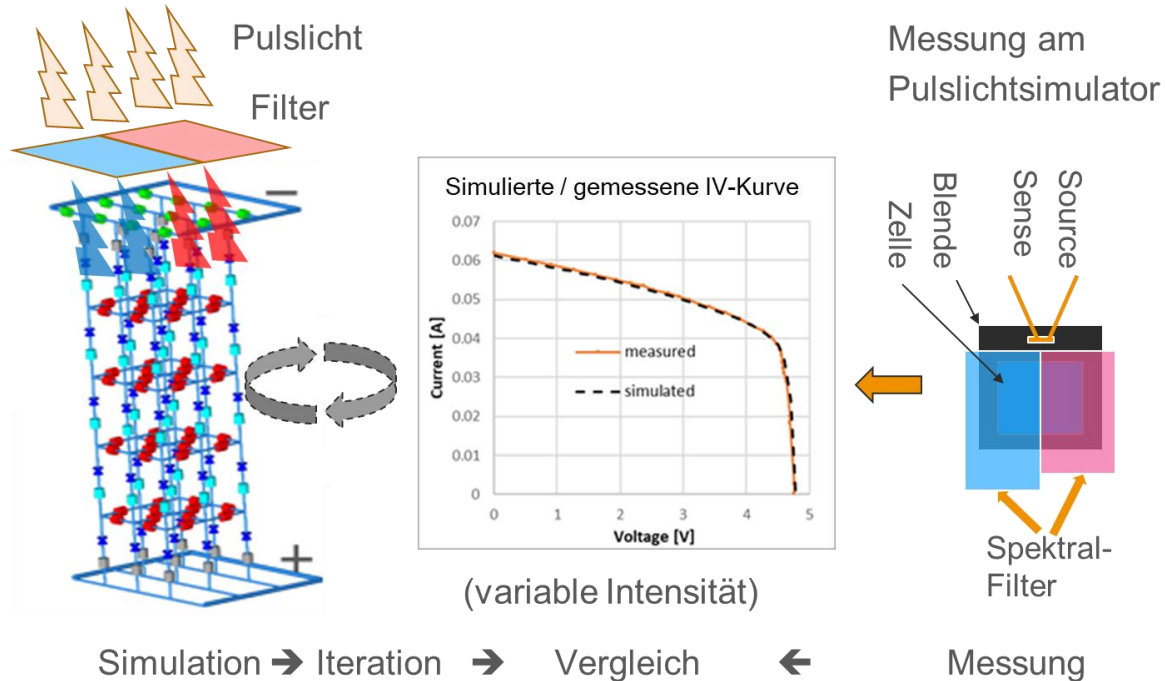 Pulslicht
Filter
−
+
Simulierte / gemessene IV-Kurve
Current [A]
0.07
0.06
0.05
0.04
0.03
0.02
0.01
0
measured
simulated
0 1 2 3 4 5
Voltage [V]
(variable Intensität)
Messung am
Pulslichtsimulator
Zelle
Blende
Sense
Source
Spektral-
Filter
Simulation → Iteration → Vergleich ← Messung